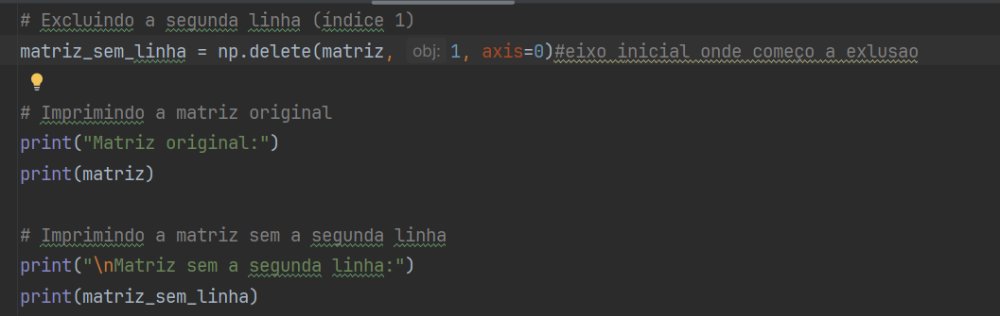 # Excluindo a segunda linha (índice 1)
matriz_sem_linha = np.delete(matriz, obj: 1, axis=0)#eixo inicial onde começo a exlusao
# Imprimindo a matriz original
print("Matriz original:")
print(matriz)
# Imprimindo a matriz sem a segunda linha
print("\nMatriz sem a segunda linha:")
print(matriz_sem_linha)